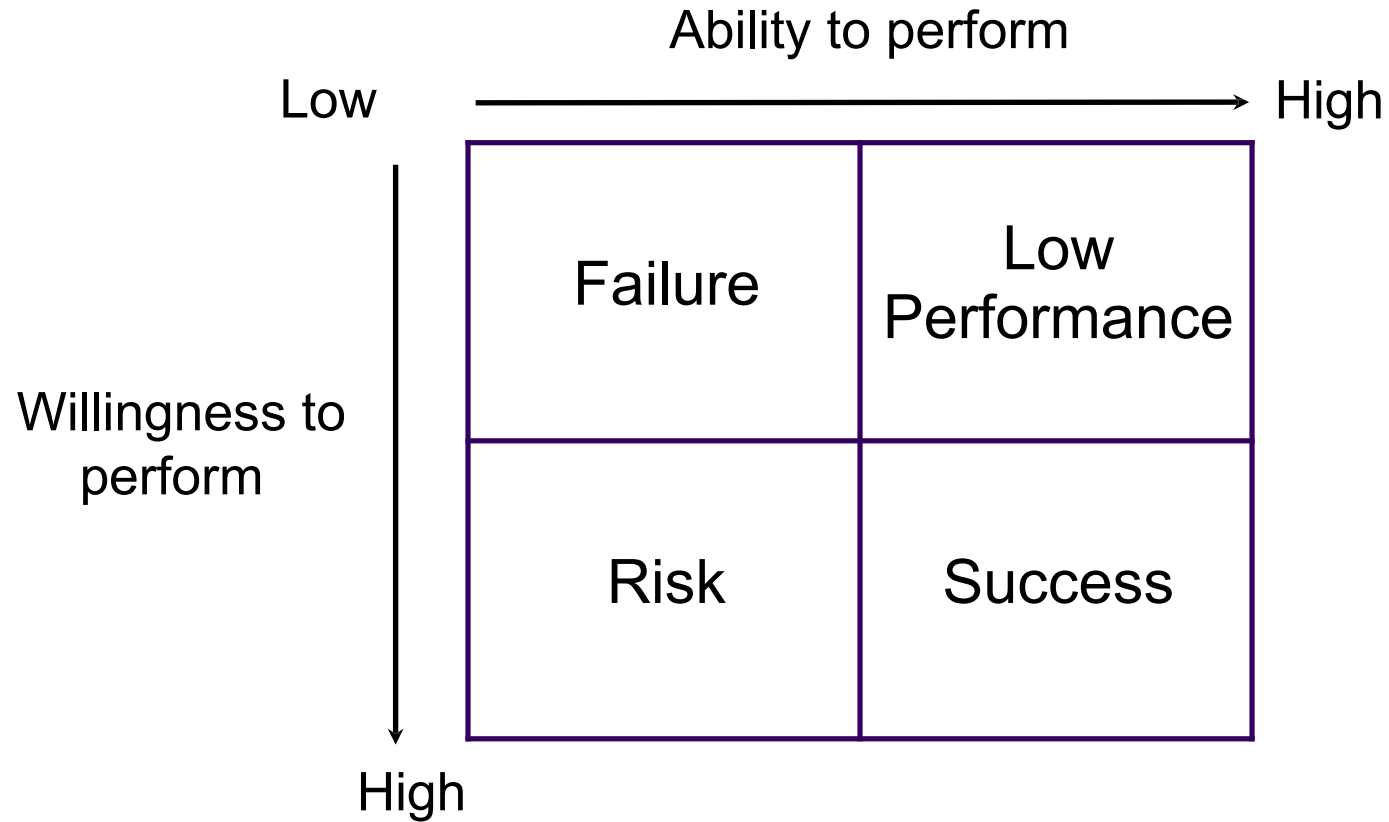 Ability to perform
Low
High
Failure
Low
Performance
Willingness to
perform
Risk
Success
High